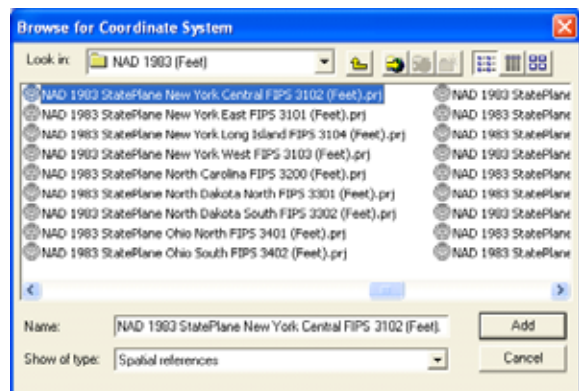 Browse for Coordinate System
Look in: NAD 1983 (Feet)
NAD 1983 StatePlane New York Central FIPS 3102 (Feet).prj
NAD 1983 StatePlane New York East FIPS 3101 (Feet).prj
NAD 1983 StatePlane New York Long Island FIPS 3104 (Feet).prj
NAD 1983 StatePlane New York West FIPS 3103 (Feet).prj
NAD 1983 StatePlane North Carolina FIPS 3200 (Feet).prj
NAD 1983 StatePlane North Dakota North FIPS 3301 (Feet).prj
NAD 1983 StatePlane North Dakota South FIPS 3302 (Feet).prj
NAD 1983 StatePlane Ohio North FIPS 3401 (Feet).prj
NAD 1983 StatePlane Ohio South FIPS 3402 (Feet).prj
NAD 1983 StatePlane
NAD 1983 StatePlane
NAD 1983 StatePlane
NAD 1983 StatePlane
NAD 1983 StatePlane
NAD 1983 StatePlane
NAD 1983 StatePlane
NAD 1983 StatePlane
NAD 1983 StatePlane
Name: NAD 1983 StatePlane New York Central FIPS 3102 (Feet).
Add
Show of type: Spatial references
Cancel